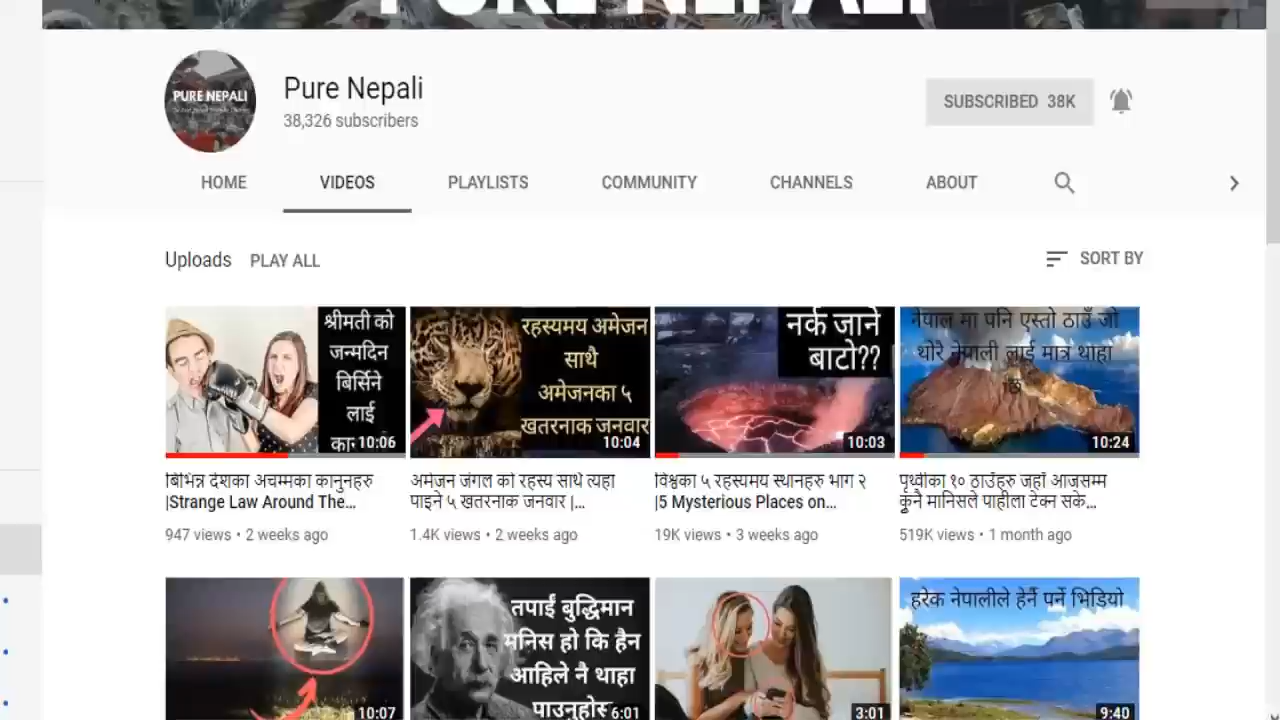 PURE NEPALI
PURE NEPALI
Pure Nepali
38,326 subscribers
SUBSCRIBED 38K
HOME
VIDEOS
PLAYLISTS
COMMUNITY
CHANNELS
ABOUT
Uploads
PLAY ALL
SORT BY
श्रीमती को
जन्मदिन
बिर्सिने
लाई
10:06
रहस्यमय अमेजन
साथै
अमेजनका ५
खतरनाक जनवार
10:04
नर्क जाने
बाटो??
10:03
नेपाल मा पनि एस्तो ठाउँ जो
थोरै नेपाली लाई मात्र थाहा
छ
10:24
बिभिन्न देशका अचम्मका कानुनहरु
|Strange Law Around The...
947 views • 2 weeks ago
अमेजन जंगल को रहस्य साथै त्यहा
पाइने ५ खतरनाक जनवार |...
1.4K views • 2 weeks ago
विश्वका ५ रहस्यमय स्थानहरु भाग २
|5 Mysterious Places on...
19K views • 3 weeks ago
पृथ्वीका १० ठाउँहरु जहाँ आजसम्म
कुनै मानिसले पाहीला टेक्न सके...
519K views • 1 month ago
10:07
तपाईं बुद्धिमान
मनिस हो कि हैन
आहिले नै थाहा
पाउनुहोस
6:01
3:01
हरेक नेपालीले हेर्नै पर्ने भिडियो
9:40